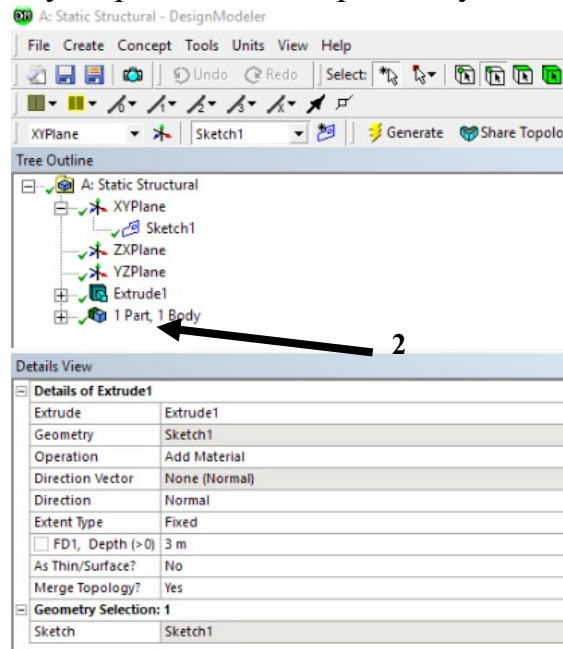 A: Static Structural - DesignModeler
File Create Concept Tools Units View Help
Undo Redo Select:
XYPlane Sketch1 Generate Share Topolo
Tree Outline
A: Static Structural
XYPlane
Sketch1
ZXPlane
YZPlane
Extrude1
1 Part, 1 Body
2
Details View
Details of Extrude1
Extrude Extrude1
Geometry Sketch1
Operation Add Material
Direction Vector None (Normal)
Direction Normal
Extent Type Fixed
FD1, Depth (>0) 3 m
As Thin/Surface? No
Merge Topology? Yes
Geometry Selection: 1
Sketch Sketch1